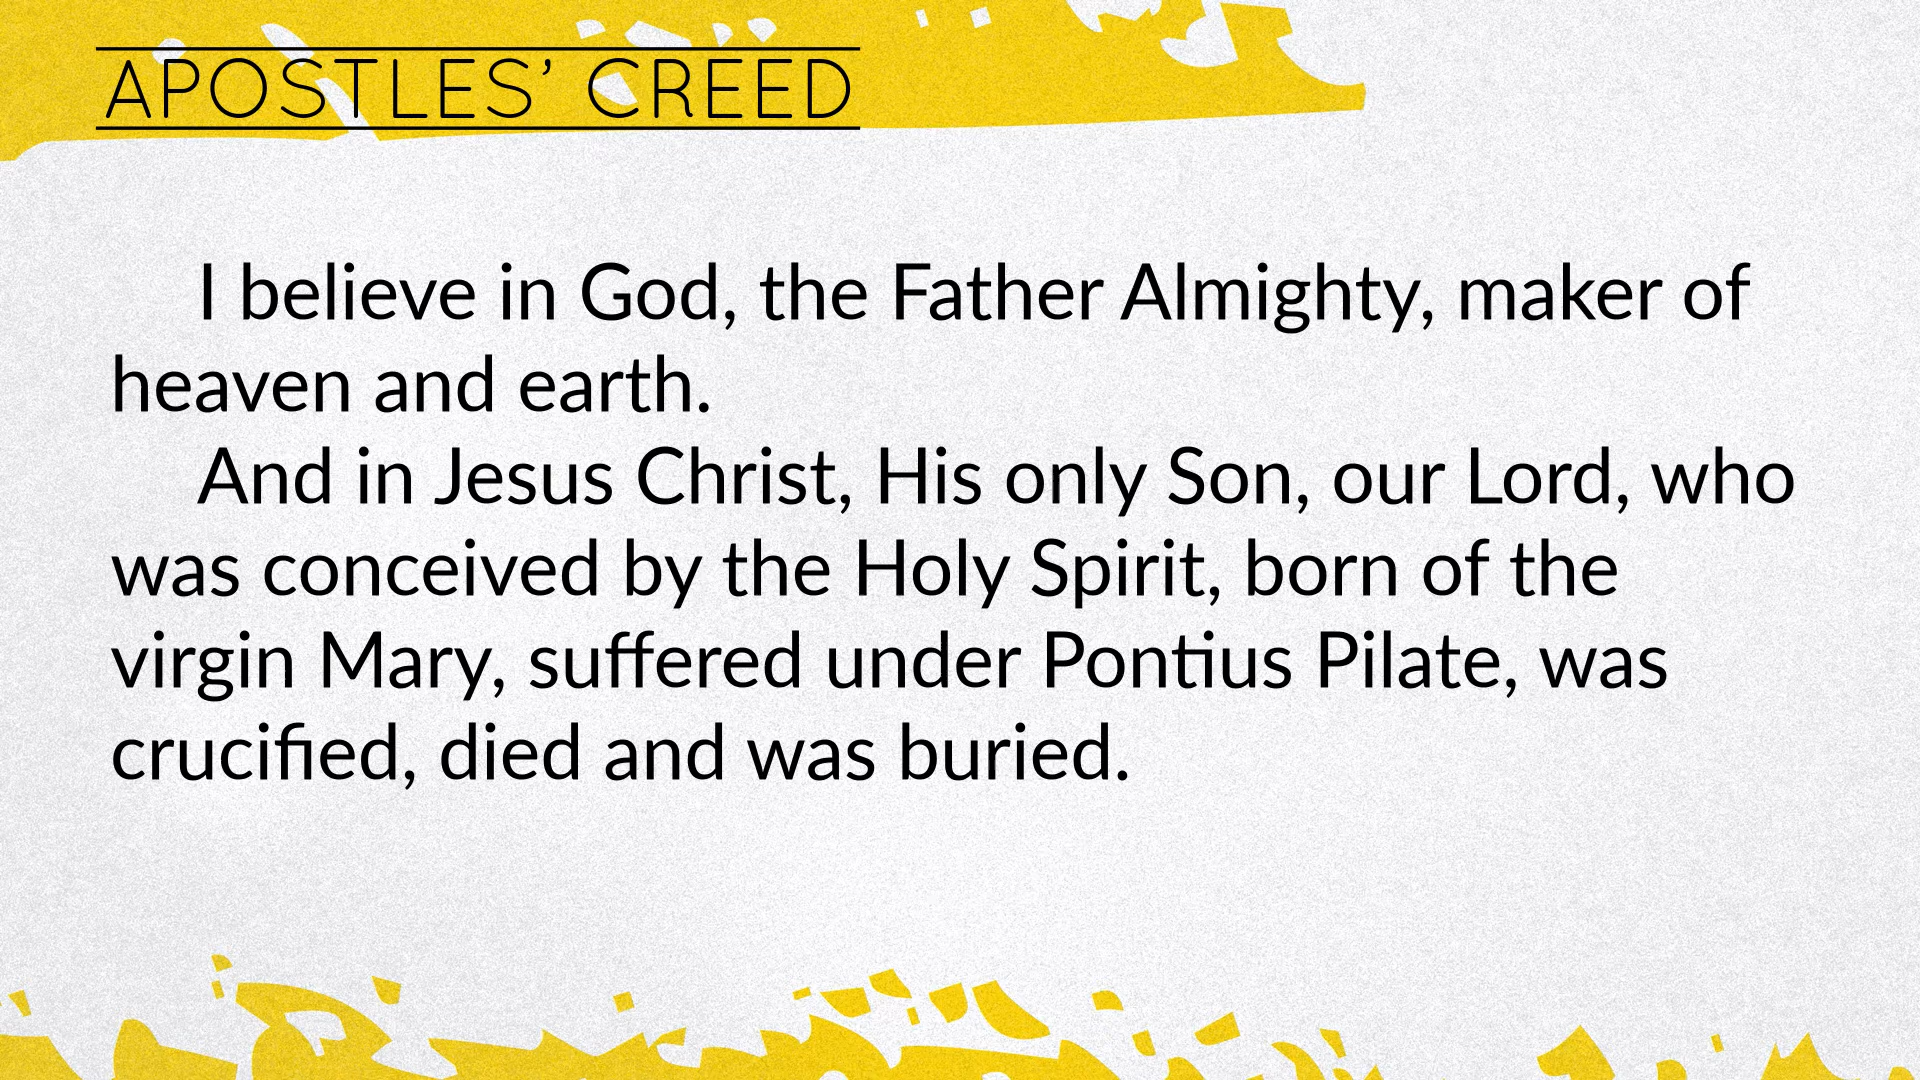 APOSTLES’ CREED
I believe in God, the Father Almighty, maker of
heaven and earth.
And in Jesus Christ, His only Son, our Lord, who
was conceived by the Holy Spirit, born of the
virgin Mary, suffered under Pontius Pilate, was
crucified, died and was buried.